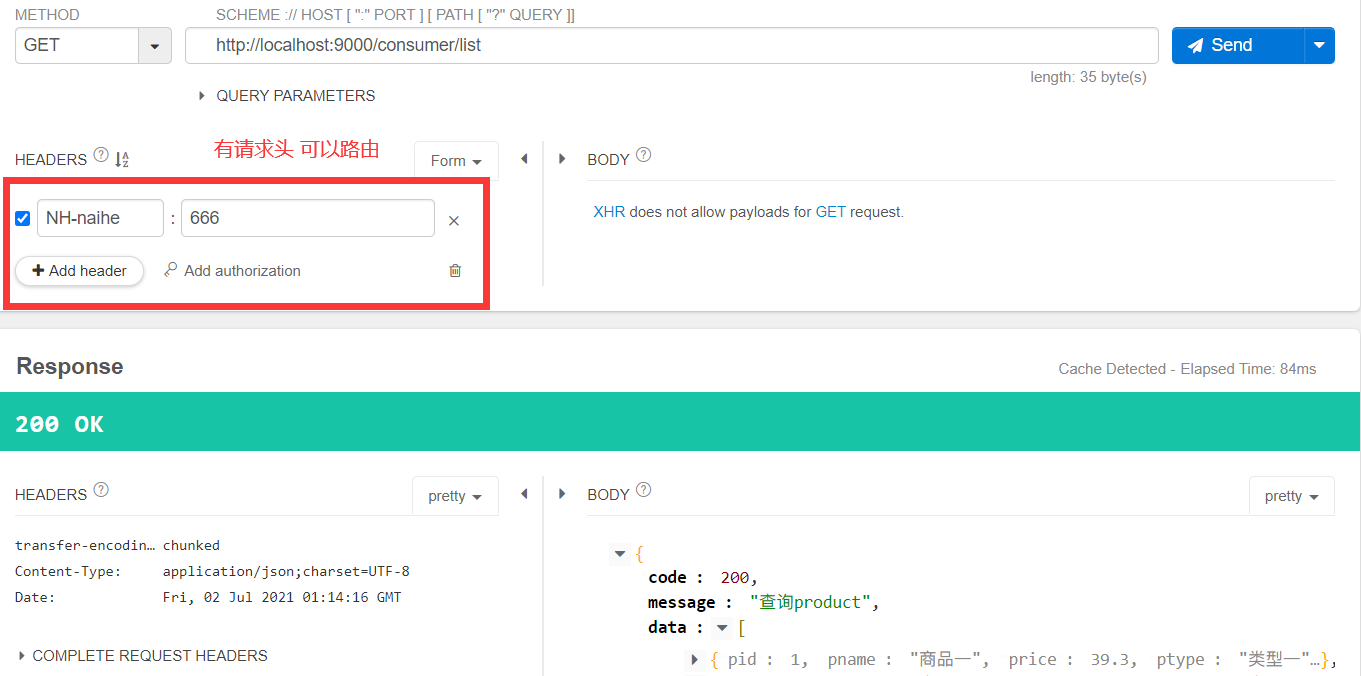 METHOD
SCHEME :// HOST [ ":" PORT ] [ PATH [ "?" QUERY ]]
GET
http://localhost:9000/consumer/list
Send
length: 35 byte(s)
QUERY PARAMETERS
HEADERS
有请求头 可以路由
Form
BODY
NH-naihe : 666
XHR does not allow payloads for GET request.
Add header
Add authorization
Response
Cache Detected - Elapsed Time: 84ms
200 OK
HEADERS
pretty
BODY
pretty
transfer-encodin… chunked
Content-Type: application/json;charset=UTF-8
Date: Fri, 02 Jul 2021 01:14:16 GMT
COMPLETE REQUEST HEADERS
{
code : 200,
message : "查询product",
data : [
{ pid : 1, pname : "商品一", price : 39.3, ptype : "类型一"…},